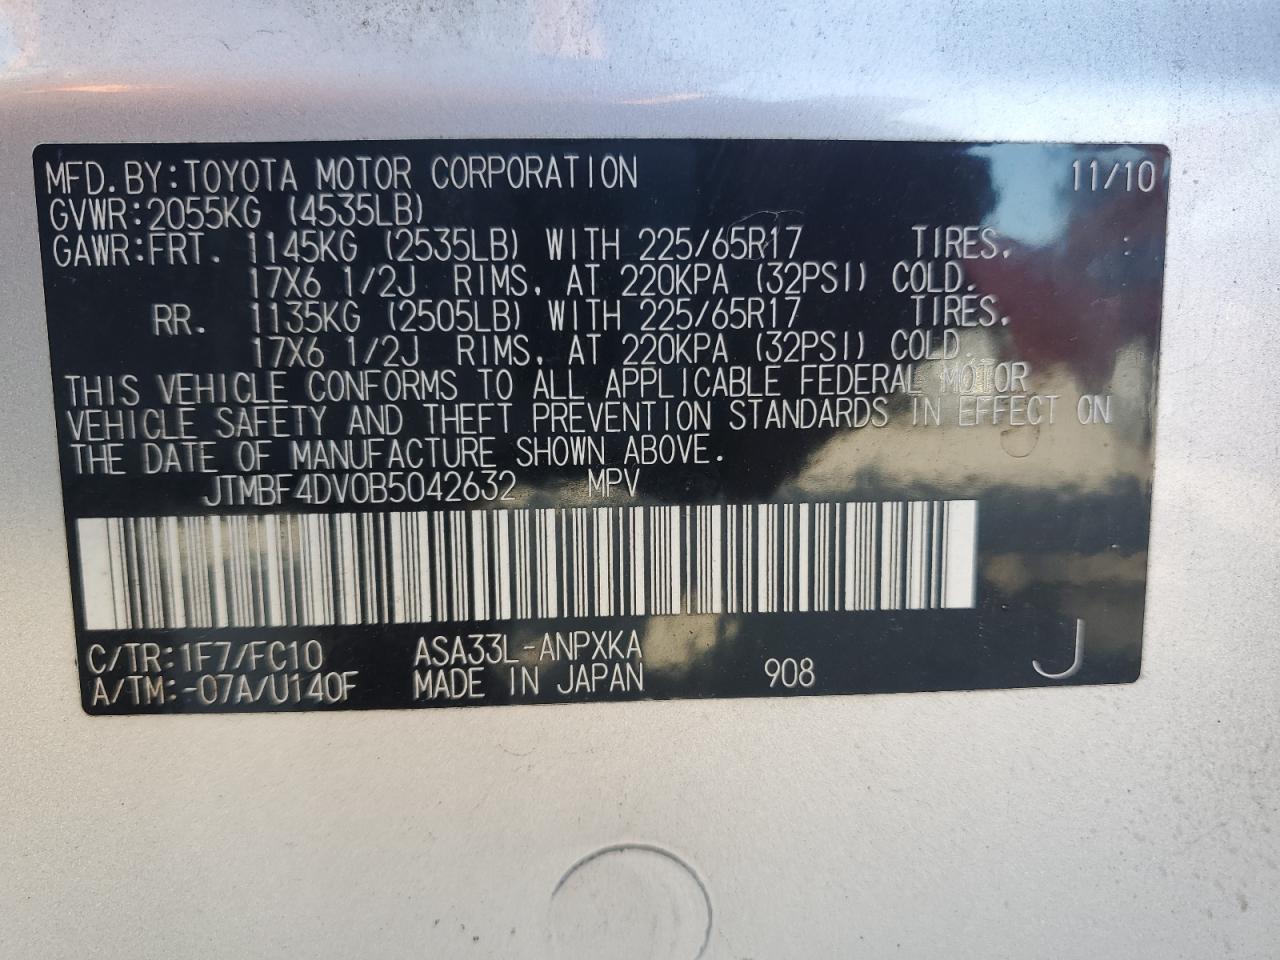 MFD. BY: TOYOTA MOTOR CORPORATION 11/10
GVWR: 2055KG (4535LB)
GAWR: FRT. 1145KG (2535LB) WITH 225/65R17 TIRES,
17X6 1/2J RIMS, AT 220KPA (32PSI) COLD.
RR. 1135KG (2505LB) WITH 225/65R17 TIRES,
17X6 1/2J RIMS, AT 220KPA (32PSI) COLD.
THIS VEHICLE CONFORMS TO ALL APPLICABLE FEDERAL MOTOR
VEHICLE SAFETY AND THEFT PREVENTION STANDARDS IN EFFECT ON
THE DATE OF MANUFACTURE SHOWN ABOVE.
JTMBF4DV0B5042632 MPV
C/TR: 1F7/FC10 ASA33L-ANPXKA
A/TM: -07A/U140F MADE IN JAPAN 908 J